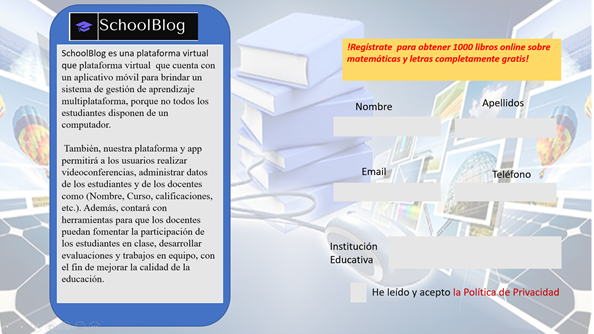 SchoolBlog
SchoolBlog es una plataforma virtual
que plataforma virtual que cuenta con
un aplicativo móvil para brindar un
sistema de gestión de aprendizaje
multiplataforma, porque no todos los
estudiantes disponen de un
computador.
También, nuestra plataforma y app
permitirá a los usuarios realizar
videoconferencias, administrar datos
de los estudiantes y de los docentes
como (Nombre, Curso, calificaciones,
etc.). Además, contará con
herramientas para que los docentes
puedan fomentar la participación de
los estudiantes en clase, desarrollar
evaluaciones y trabajos en equipo, con
el fin de mejorar la calidad de la
educación.
!Regístrate para obtener 1000 libros online sobre
matemáticas y letras completamente gratis!
Nombre
Apellidos
Email
Teléfono
Institución
Educativa
He leído y acepto la Política de Privacidad